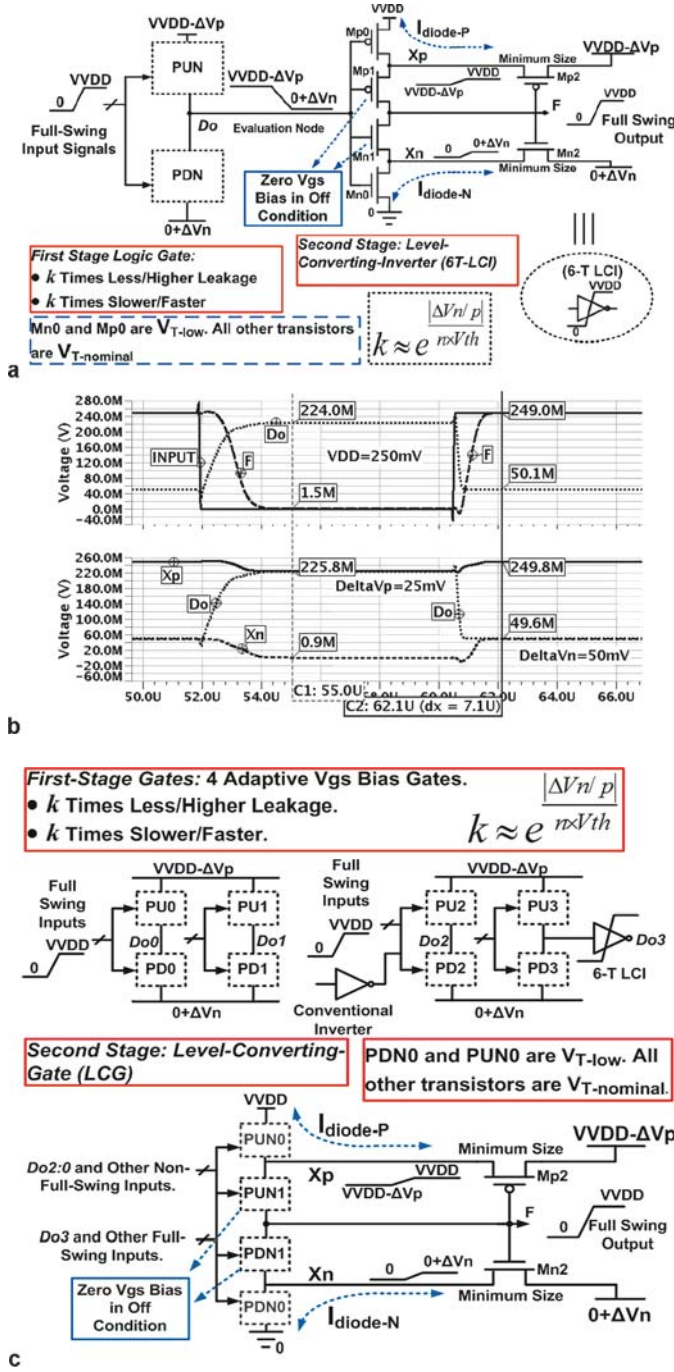 VVDD-ΔVp
PUN
VVDD
0
Full-Swing
Input Signals
Do
PDN
0+ΔVn
VVDD-ΔVp
0+ΔVn
Evaluation Node
VVDD
Mp0
Mp1
Mn1
Mn0
0
I diode-P
Xp
VVDD
VVDD-ΔVp
Xn
0
0+ΔVn
I diode-N
Zero Vgs
Bias in Off
Condition
Minimum Size
VVDD-ΔVp
Mp2
F
VVDD
0
Full Swing
Output
Mn2
Minimum Size
0+ΔVn
First Stage Logic Gate:
● k Times Less/Higher Leakage
● k Times Slower/Faster
Second Stage: Level-
Converting-Inverter (6T-LCI)
Mn0 and Mp0 are VT-low. All other transistors
are VT-nominal
k ≈ e^(|ΔVn/ p| / n×Vth)
(6-T LCI)
VVDD
0
a
280.0M
240.0M
200.0M
160.0M
120.0M
80.0M
40.0M
0.0M
−40.0M
Voltage (V)
INPUT
F
Do
224.0M
VDD=250mV
1.5M
249.0M
F
50.1M
260.0M
220.0M
180.0M
140.0M
100.0M
60.0M
20.0M
−20.0M
−60.0M
Voltage (V)
Xp
Do
Xn
225.8M
DeltaVp=25mV
0.9M
Do
249.8M
49.6M
DeltaVn=50mV
50.0U 52.0U 54.0U 64.0U 66.0U
C1: 55.0U
C2: 62.1U (dx = 7.1U)
b
First-Stage Gates: 4 Adaptive Vgs Bias Gates.
● k Times Less/Higher Leakage.
● k Times Slower/Faster.
k ≈ e^(|ΔVn/ p| / n×Vth)
VVDD-ΔVp
Full
Swing
Inputs
VVDD
0
PU0
PU1
Do0
Do1
PD0
PD1
0+ΔVn
Full
Swing
Inputs
VVDD
0
Conventional
Inverter
VVDD-ΔVp
PU2
PU3
Do2
PD2
PD3
0+ΔVn
Do3
6-T LCI
Second Stage: Level-Converting-
Gate (LCG)
PDN0 and PUN0 are VT-low. All
other transistors are VT-nominal.
VVDD
PUN0
PUN1
PDN1
PDN0
0
Do2:0 and Other Non-
Full-Swing Inputs.
Do3 and Other Full-
Swing Inputs.
Zero Vgs Bias
in Off
Condition
I diode-P
Xp
VVDD
VVDD-ΔVp
Xn
0
0+ΔVn
I diode-N
Minimum Size
VVDD-ΔVp
Mp2
F
VVDD
0
Full Swing
Output
Mn2
Minimum Size
0+ΔVn
c